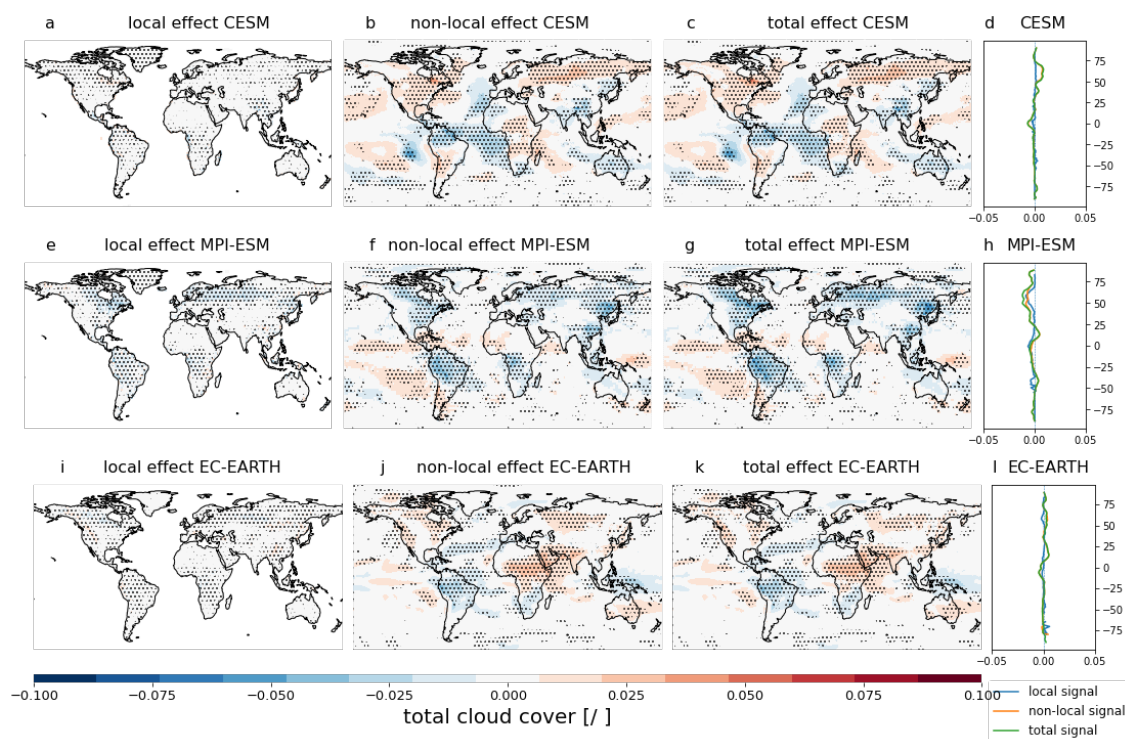 a local effect CESM
b non-local effect CESM
c total effect CESM
d CESM
75
50
25
0
−25
−50
−75
−0.05 0.00 0.05
e local effect MPI-ESM
f non-local effect MPI-ESM
g total effect MPI-ESM
h MPI-ESM
75
50
25
0
−25
−50
−75
−0.05 0.00 0.05
i local effect EC-EARTH
j non-local effect EC-EARTH
k total effect EC-EARTH
l EC-EARTH
75
50
25
0
−25
−50
−75
−0.05 0.00 0.05
−0.100 −0.075 −0.050 −0.025 0.000 0.025 0.050 0.075 0.100
total cloud cover [/ ]
local signal
non-local signal
total signal